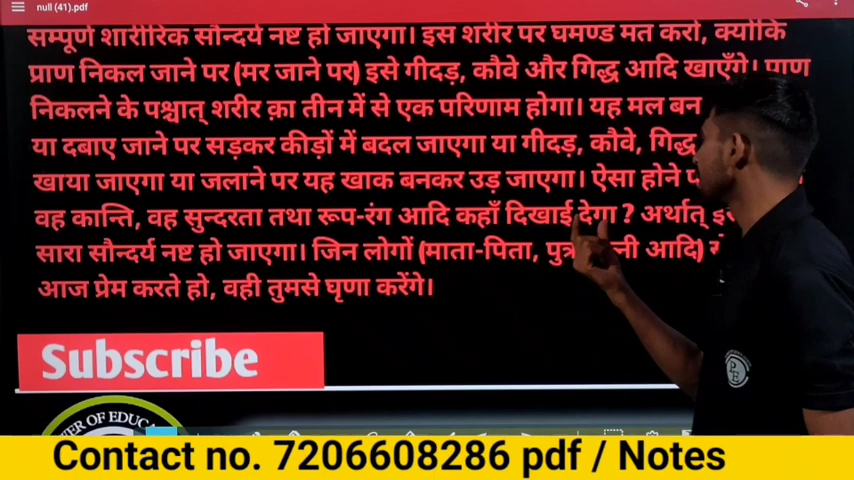 null (41).pdf
सम्पूर्ण शारीरिक सौन्दर्य नष्ट हो जाएगा। इस शरीर पर घमण्ड मत करो, क्योंकि
प्राण निकल जाने पर (मर जाने पर) इसे गीदड़, कौवे और गिद्ध आदि खाएँगे। प्राण
निकलने के पश्चात् शरीर का तीन में से एक परिणाम होगा। यह मल बन
या दबाए जाने पर सड़कर कीड़ों में बदल जाएगा या गीदड़, कौवे, गिद्ध
खाया जाएगा या जलाने पर यह खाक बनकर उड़ जाएगा। ऐसा होने
वह कान्ति, वह सुन्दरता तथा रूप-रंग आदि कहाँ दिखाई देगा ? अर्थात्
सारा सौन्दर्य नष्ट हो जाएगा। जिन लोगों (माता-पिता, आदि)
आज प्रेम करते हो, वही तुमसे घृणा करेंगे।
Subscribe
Contact no. 7206608286 pdf / Notes